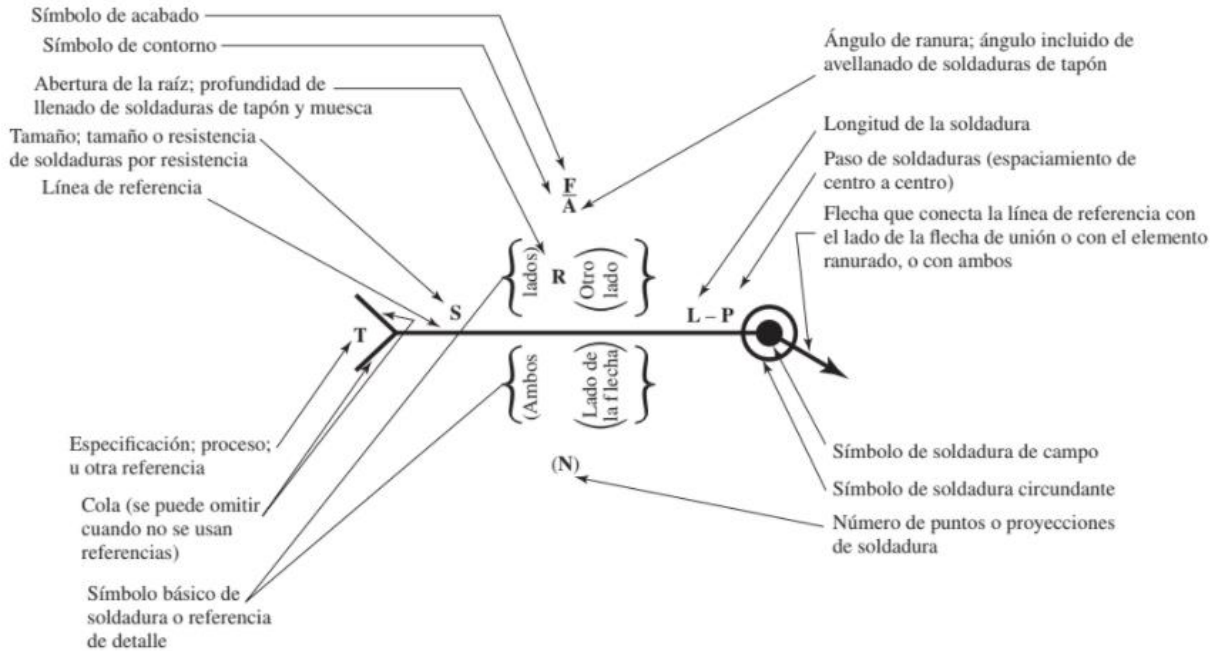 Símbolo de acabado
Símbolo de contorno
Abertura de la raíz; profundidad de
llenado de soldaduras de tapón y muesca
Tamaño; tamaño o resistencia
de soldaduras por resistencia
Línea de referencia
Ángulo de ranura; ángulo incluido de
avellanado de soldaduras de tapón
Longitud de la soldadura
Paso de soldaduras (espaciamiento de
centro a centro)
Flecha que conecta la línea de referencia con
el lado de la flecha de unión o con el elemento
ranurado, o con ambos
F
A
R
lados)
(Otro
lado)
S
L – P
T
(Ambos
(Lado de
la flecha)
(N)
Especificación; proceso;
u otra referencia
Cola (se puede omitir
cuando no se usan
referencias)
Símbolo básico de
soldadura o referencia
de detalle
Símbolo de soldadura de campo
Símbolo de soldadura circundante
Número de puntos o proyecciones
de soldadura